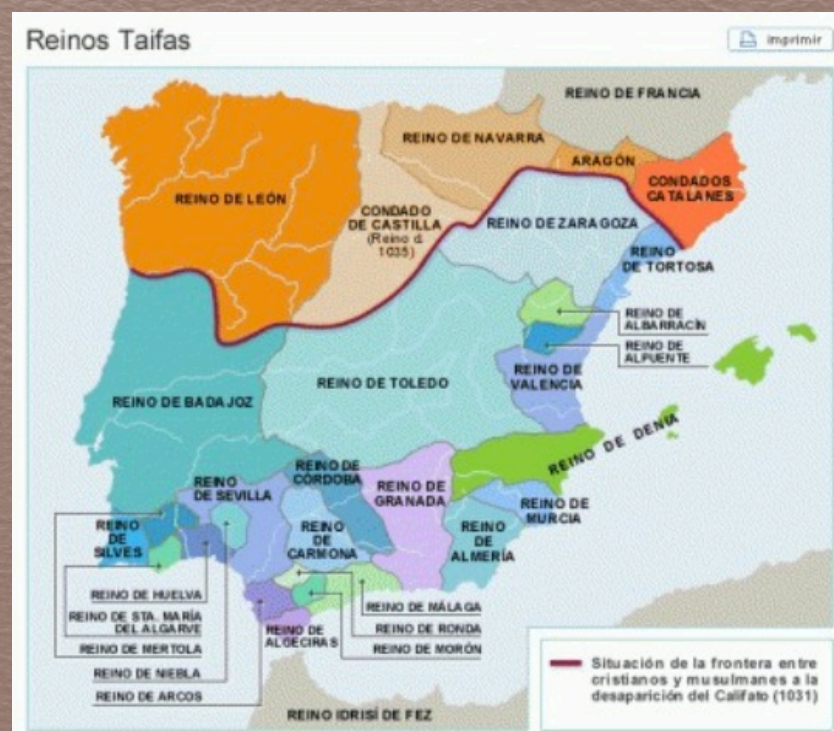 Reinos Taifas
imprimir
REINO DE FRANCIA
REINO DE NAVARRA
ARAGÓN
CONDADOS
CATALANES
REINO DE LEÓN
CONDADO
DE CASTILLA
(Reino d.
1035)
REINO DE ZARAGOZA
REINO
DE TORTOSA
REINO DE
ALBARRACÍN
REINO DE
ALPUENTE
REINO DE
VALENCIA
REINO DE TOLEDO
REINO DE BADAJOZ
REINO DE DENIA
REINO
DE SEVILLA
REINO DE
CÓRDOBA
REINO DE
GRANADA
REINO DE
MURCIA
REINO
DE
SILVES
REINO
DE
CARMONA
REINO
DE
ALMERÍA
REINO DE HUELVA
REINO DE STA. MARÍA
DEL ALGARVE
REINO DE MERTOLA
REINO DE NIEBLA
REINO DE ARCOS
REINO DE
ALGECIRAS
REINO DE MÁLAGA
REINO DE RONDA
REINO DE MORÓN
REINO IDRISÍ DE FEZ
Situación de la frontera entre
cristianos y musulmanes a la
desaparición del Califato (1031)